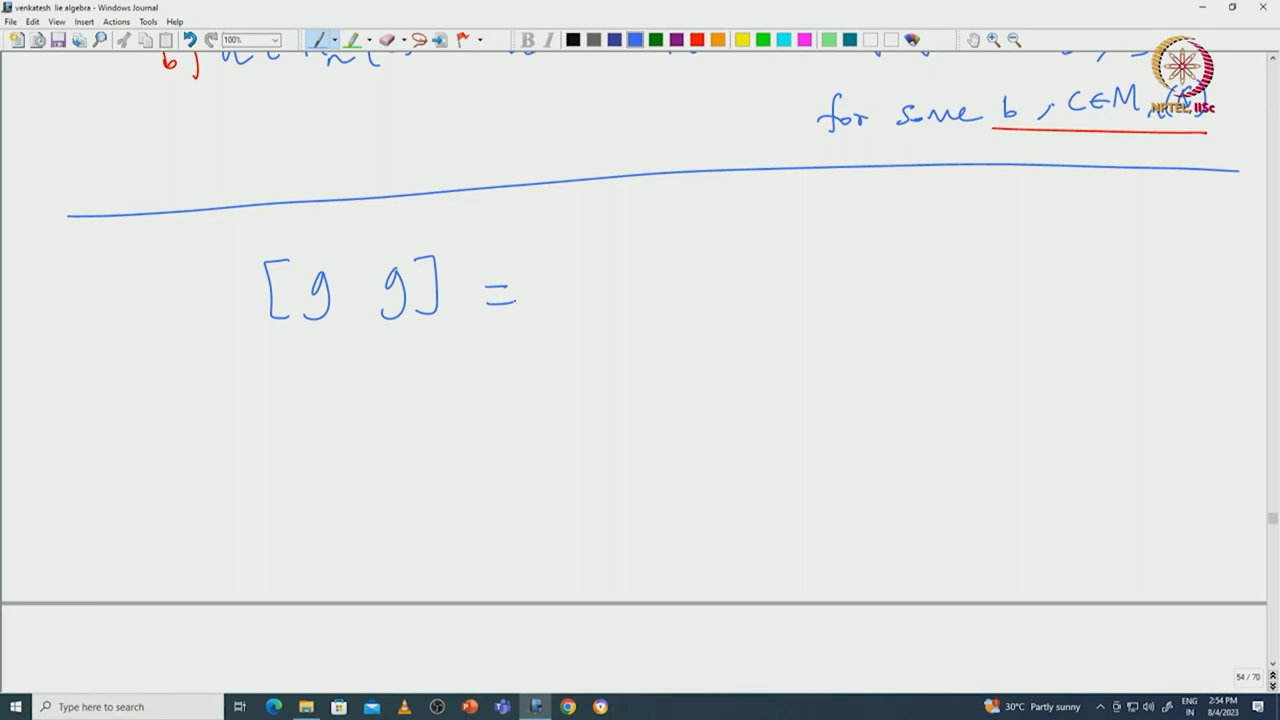 venkatesh lie algebra - Windows Journal
File Edit View Insert Actions Tools Help
100%
B I
b)
NPTEL, IISc
for some b, C∈M
[g g] =
54 / 70
Type here to search
30°C Partly sunny
ENG
IN
2:54 PM
8/4/2023